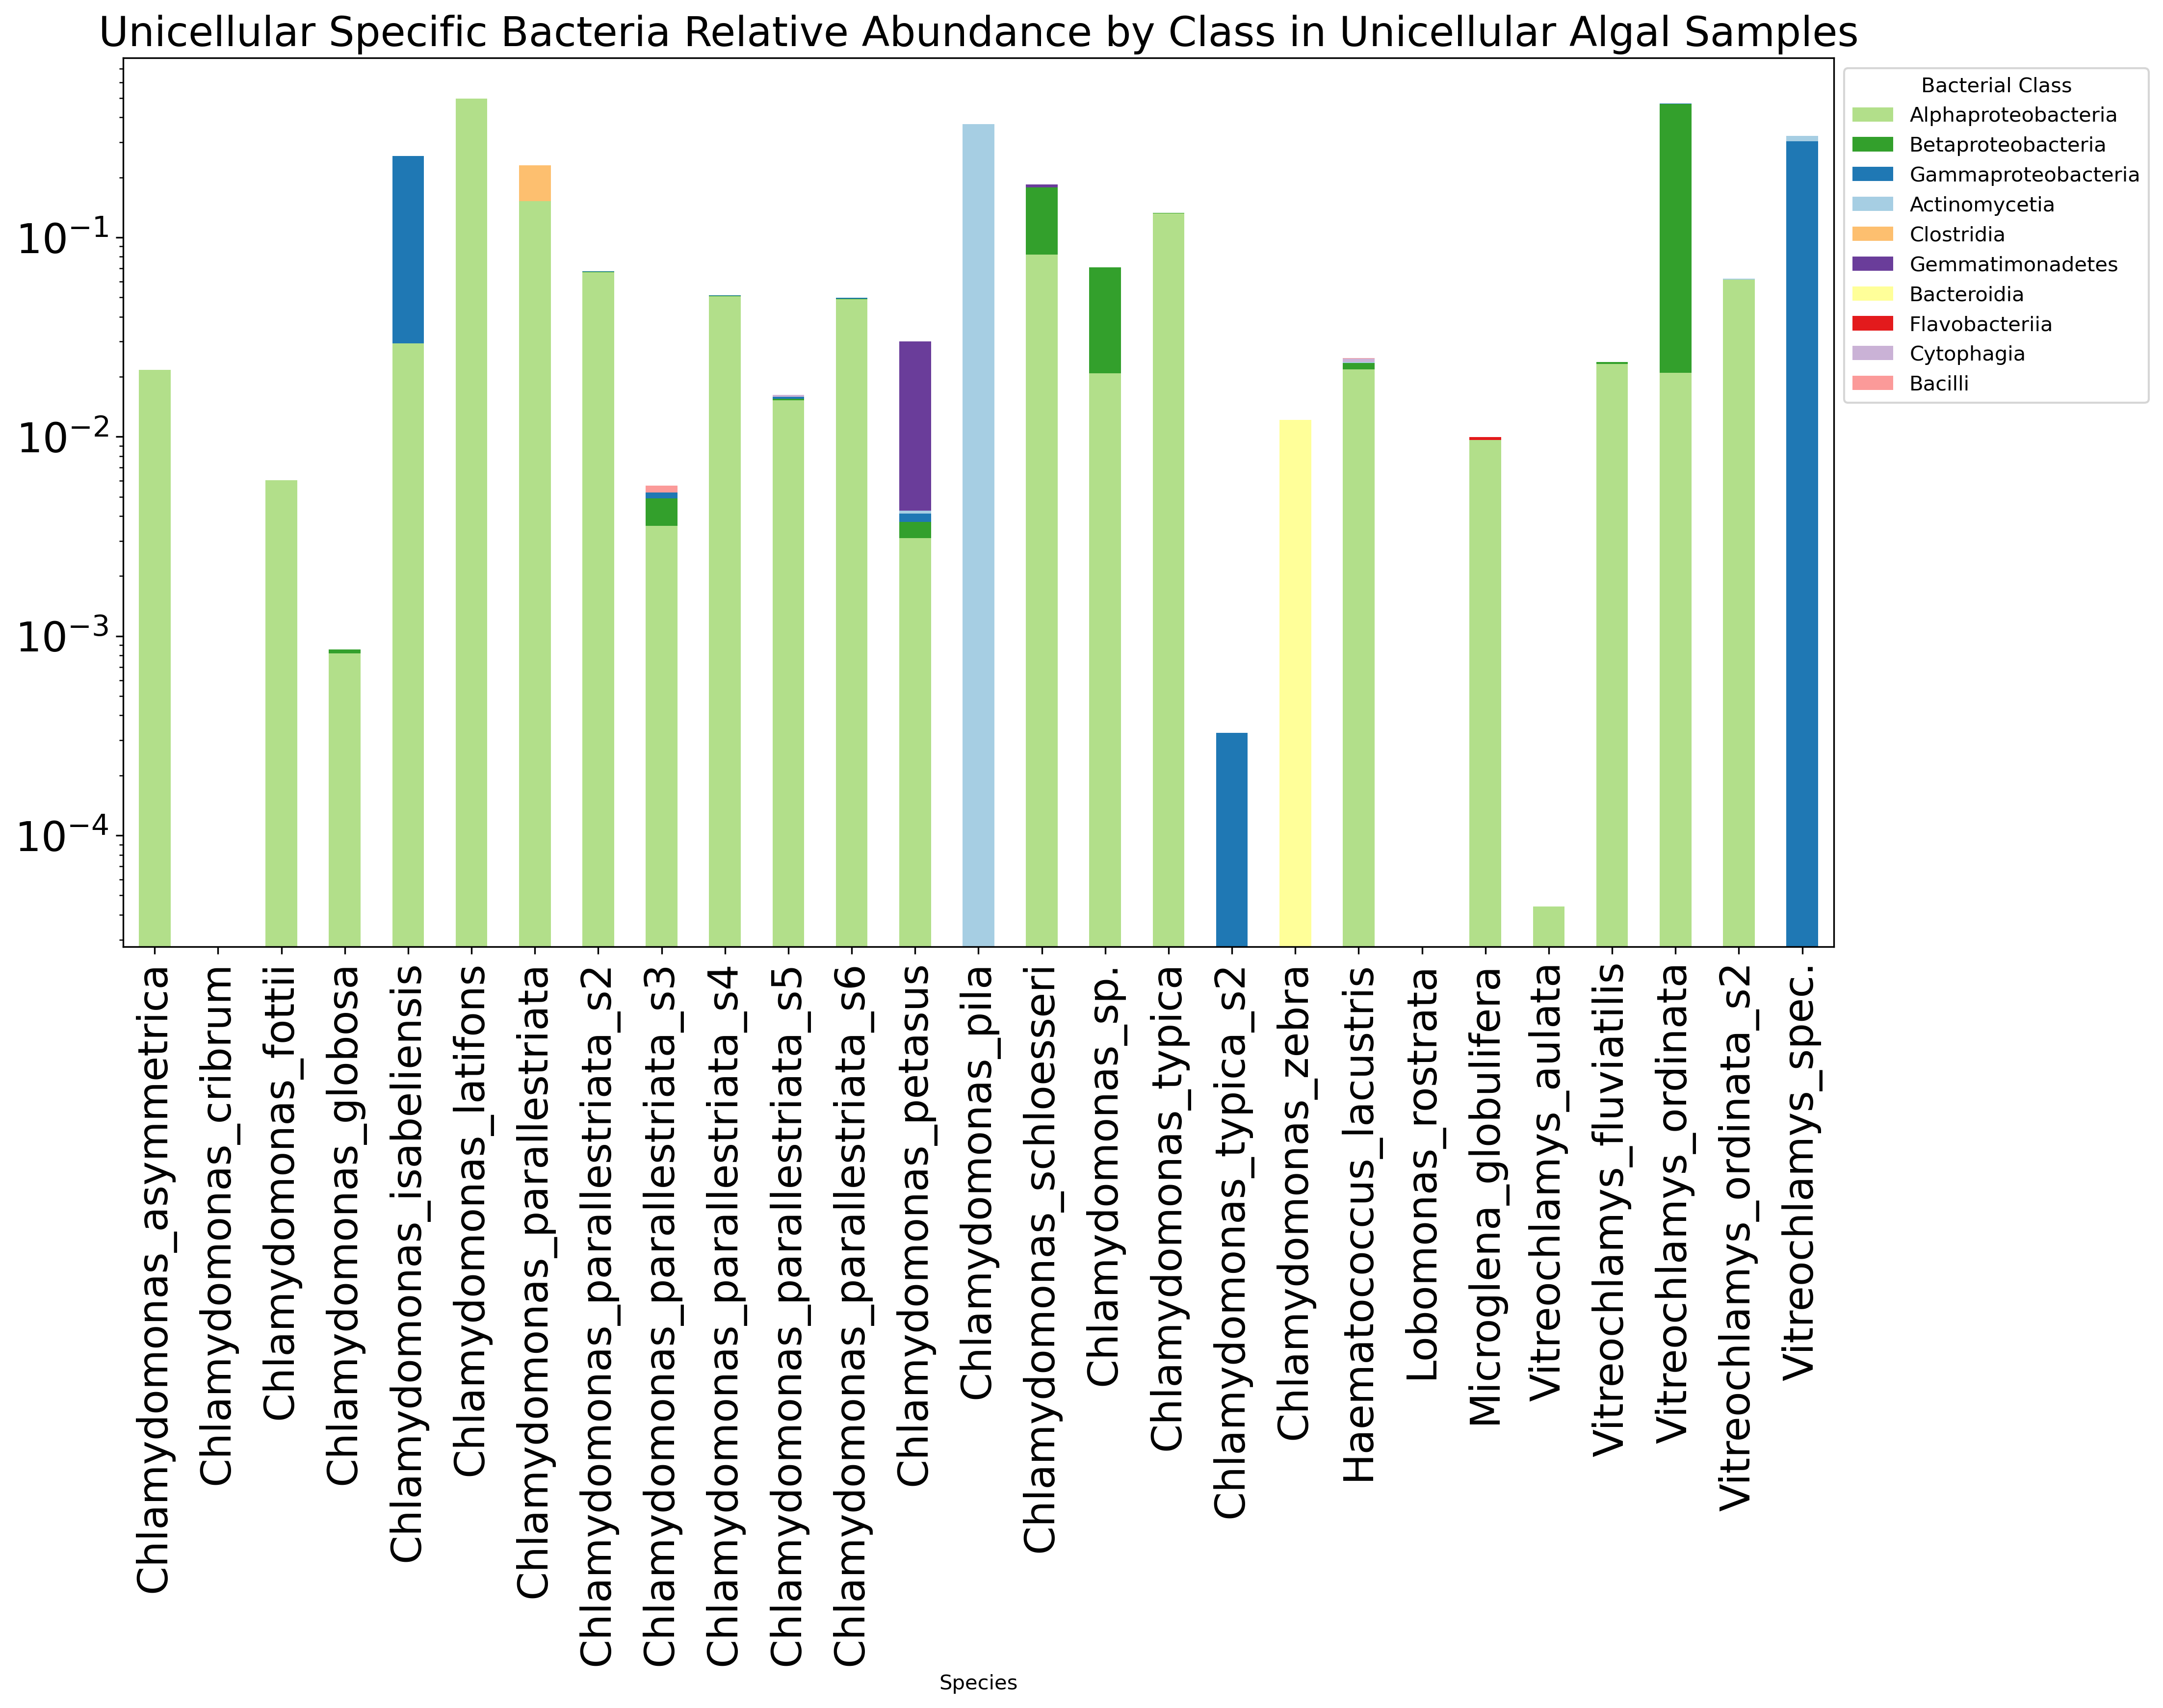 Unicellular Specific Bacteria Relative Abundance by Class in Unicellular Algal Samples
Bacterial Class
Alphaproteobacteria
Betaproteobacteria
Gammaproteobacteria
Actinomycetia
Clostridia
Gemmatimonadetes
Bacteroidia
Flavobacteriia
Cytophagia
Bacilli
10⁻¹
10⁻²
10⁻³
10⁻⁴
Chlamydomonas_asymmetrica
Chlamydomonas_cribrum
Chlamydomonas_fottii
Chlamydomonas_globosa
Chlamydomonas_isabeliensis
Chlamydomonas_latifons
Chlamydomonas_parallestriata
Chlamydomonas_parallestriata_s2
Chlamydomonas_parallestriata_s3
Chlamydomonas_parallestriata_s4
Chlamydomonas_parallestriata_s5
Chlamydomonas_parallestriata_s6
Chlamydomonas_petasus
Chlamydomonas_pila
Chlamydomonas_schloesseri
Chlamydomonas_sp.
Chlamydomonas_typica
Chlamydomonas_typica_s2
Chlamydomonas_zebra
Haematococcus_lacustris
Lobomonas_rostrata
Microglena_globulifera
Vitreochlamys_aulata
Vitreochlamys_fluviatilis
Vitreochlamys_ordinata
Vitreochlamys_ordinata_s2
Vitreochlamys_spec.
Species